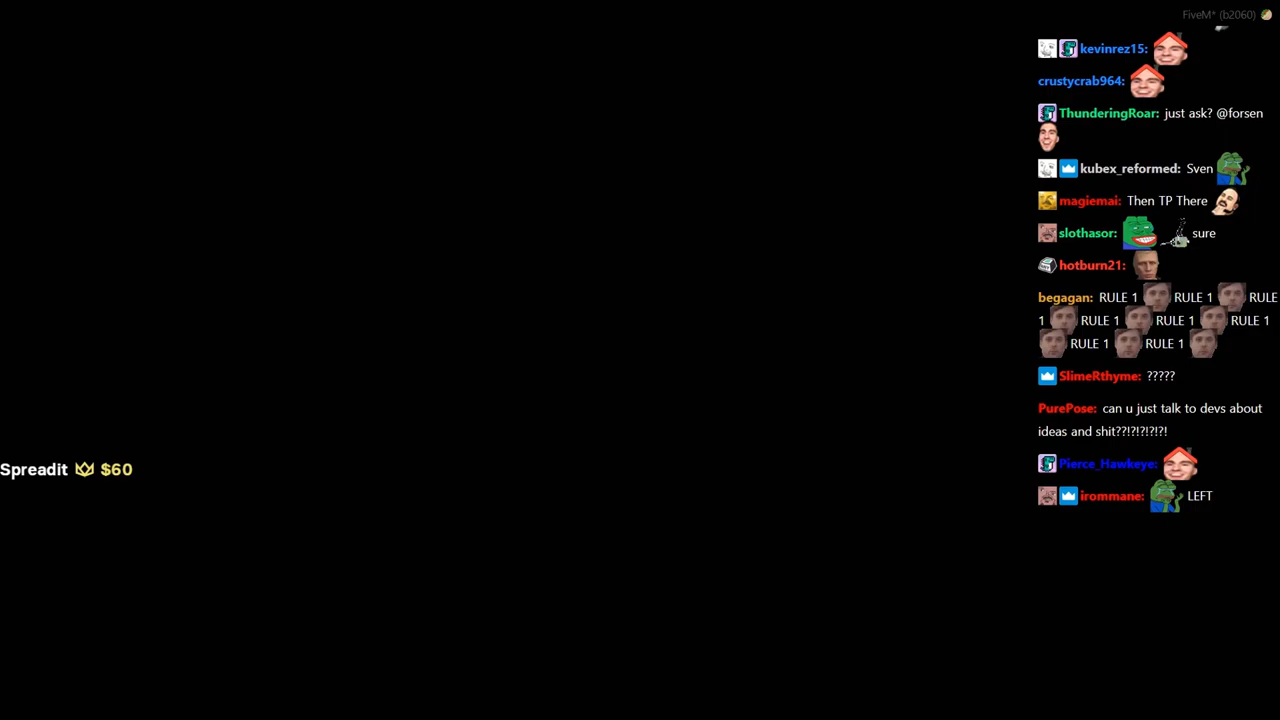 FiveM* (b2060)
kevinrez15:
crustycrab964:
ThunderingRoar: just ask? @forsen
kubex_reformed: Sven
magiemai: Then TP There
slothasor: sure
hotburn21:
begagan: RULE 1 RULE 1 RULE
1 RULE 1 RULE 1 RULE 1
RULE 1 RULE 1
SlimeRthyme: ?????
PurePose: can u just talk to devs about
ideas and shit??!?!?!?!?!
Spreadit $60
Pierce_Hawkeye:
irommane: LEFT